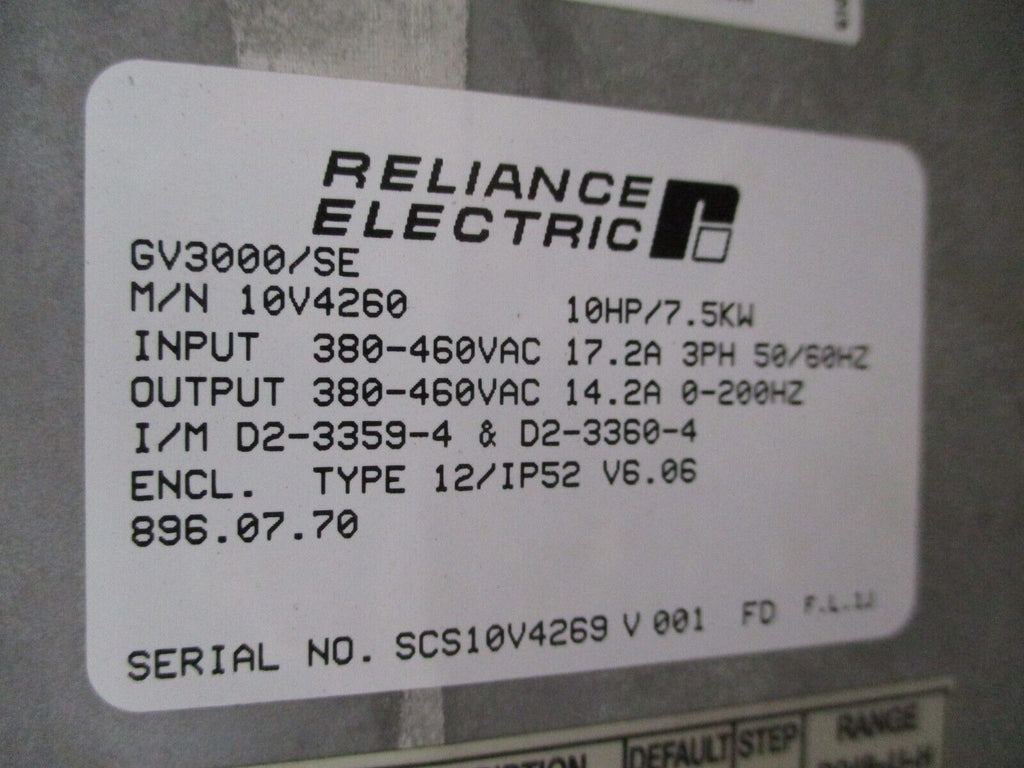 RELIANCE
ELECTRIC
GV3000/SE
M/N 10V4260 10HP/7.5KW
INPUT 380-460VAC 17.2A 3PH 50/60HZ
OUTPUT 380-460VAC 14.2A 0-200HZ
I/M D2-3359-4 & D2-3360-4
ENCL. TYPE 12/IP52 V6.06
896.07.70
SERIAL NO. SCS10V4269 V 001 FD
DEFAULT STEP RANGE